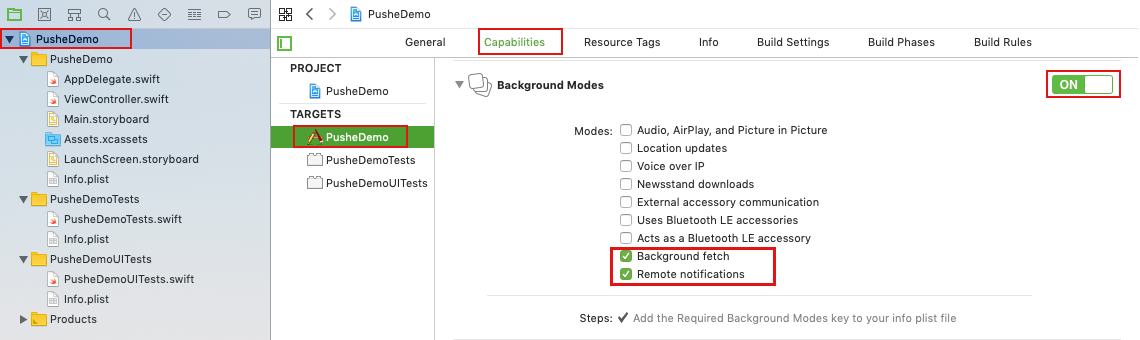 PusheDemo
PusheDemo
AppDelegate.swift
ViewController.swift
Main.storyboard
Assets.xcassets
LaunchScreen.storyboard
Info.plist
PusheDemoTests
PusheDemoTests.swift
Info.plist
PusheDemoUITests
PusheDemoUITests.swift
Info.plist
Products
PusheDemo
General Capabilities Resource Tags Info Build Settings Build Phases Build Rules
PROJECT
PusheDemo
TARGETS
PusheDemo
PusheDemoTests
PusheDemoUITests
Background Modes ON
Modes: Audio, AirPlay, and Picture in Picture
Location updates
Voice over IP
Newsstand downloads
External accessory communication
Uses Bluetooth LE accessories
Acts as a Bluetooth LE accessory
Background fetch
Remote notifications
Steps: ✔ Add the Required Background Modes key to your info plist file